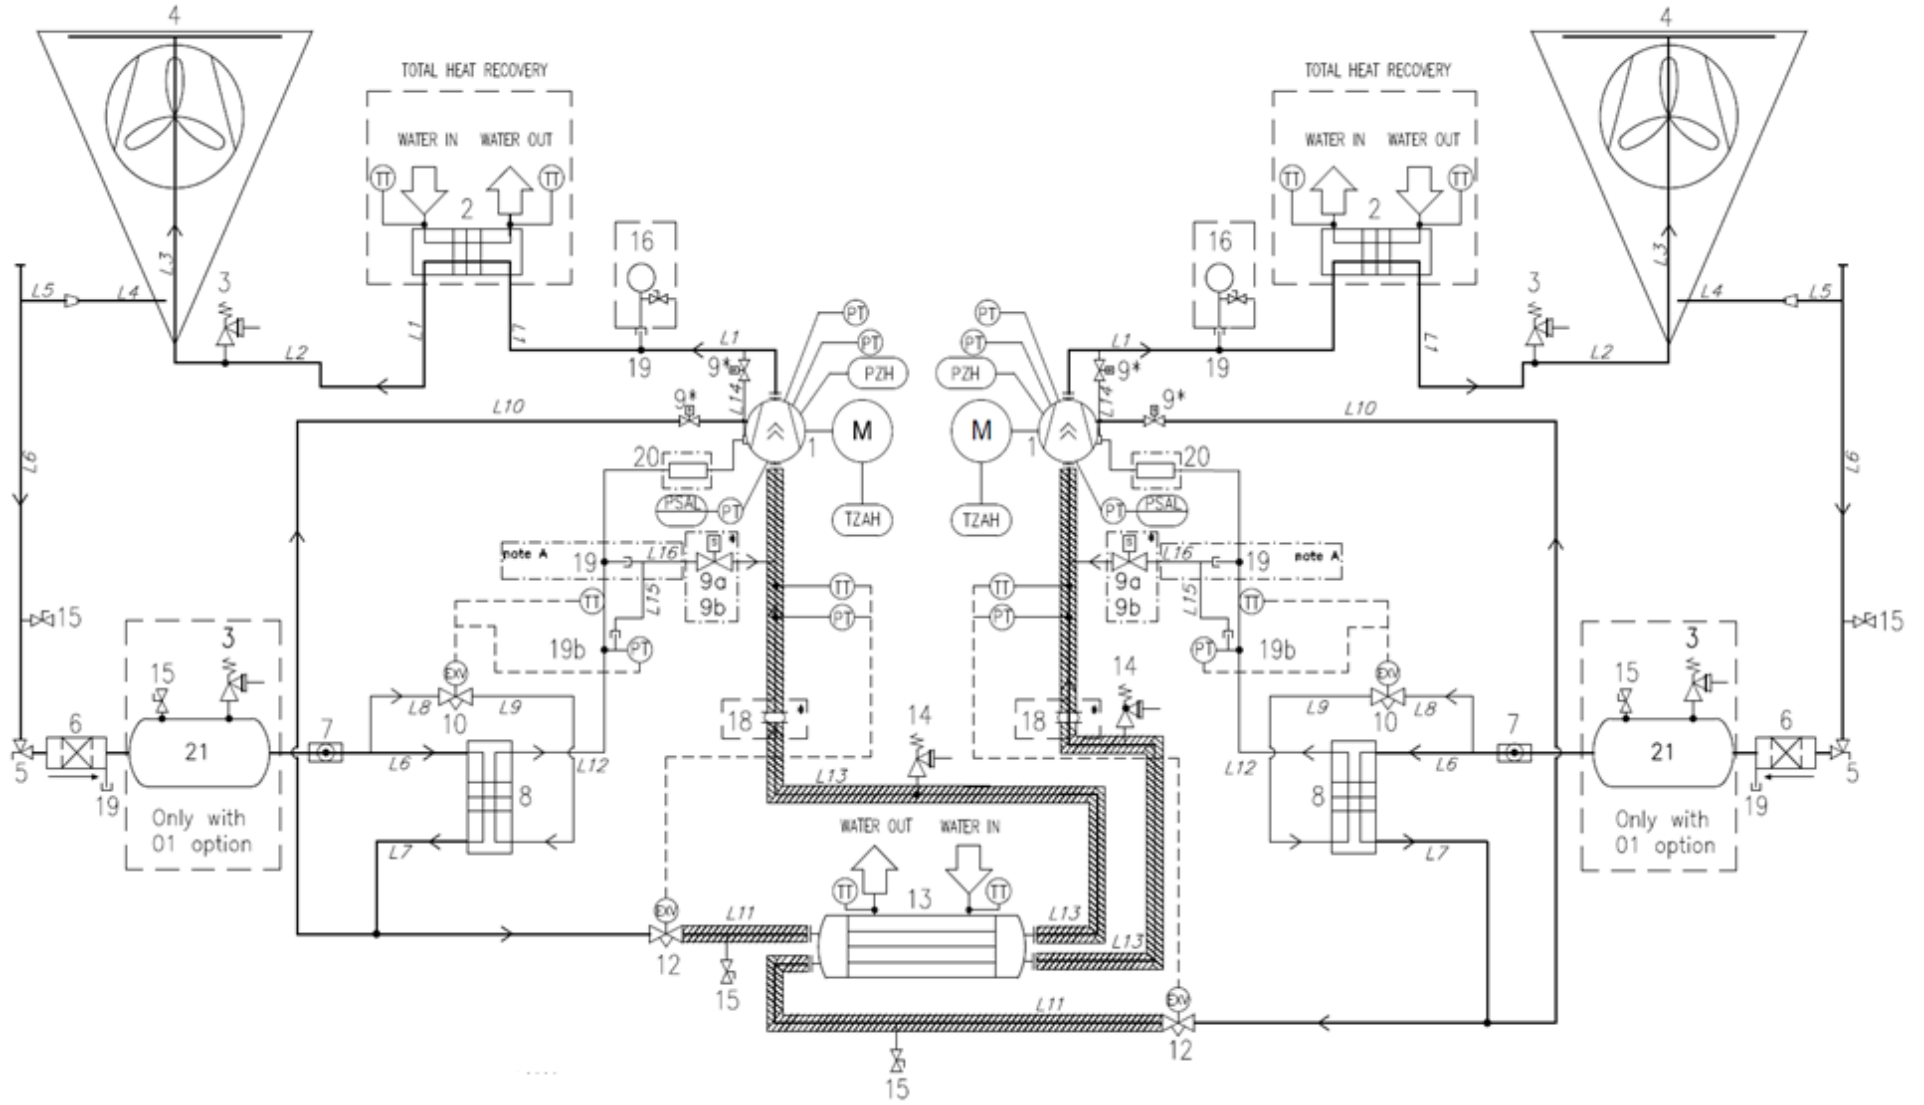 4
4
TOTAL HEAT RECOVERY
TOTAL HEAT RECOVERY
WATER IN
WATER OUT
WATER IN
WATER OUT
TT
TT
TT
TT
2
2
16
16
L3
L3
3
3
L5
L4
L4
L5
PT
PT
L1
L7
L1
L1
L7
PT
PT
L2
L2
19
19
9*
9*
PZH
PZH
L14
L14
L10
9*
9*
L10
M
M
1
1
20
20
L6
L6
PSAL
PT
PT
PSAL
TZAH
TZAH
note A
19
L16
S
S
L16
19
note A
9a
9a
9b
9b
L15
L15
TT
TT
TT
TT
15
PT
PT
15
19b
PT
PT
19b
3
3
15
15
EXV
EXV
14
L8
L9
L9
L8
10
10
18
18
6
7
14
7
6
21
21
5
L6
L12
L12
L6
5
L13
19
8
8
19
Only with
O1 option
L7
L7
Only with
O1 option
WATER OUT
WATER IN
TT
TT
13
EXV
L11
L13
L13
12
15
EXV
L11
12
15